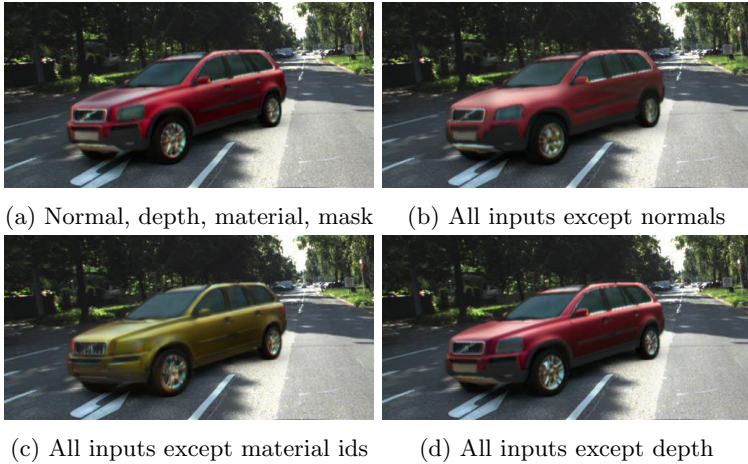 (a) Normal, depth, material, mask
(b) All inputs except normals
(c) All inputs except material ids
(d) All inputs except depth